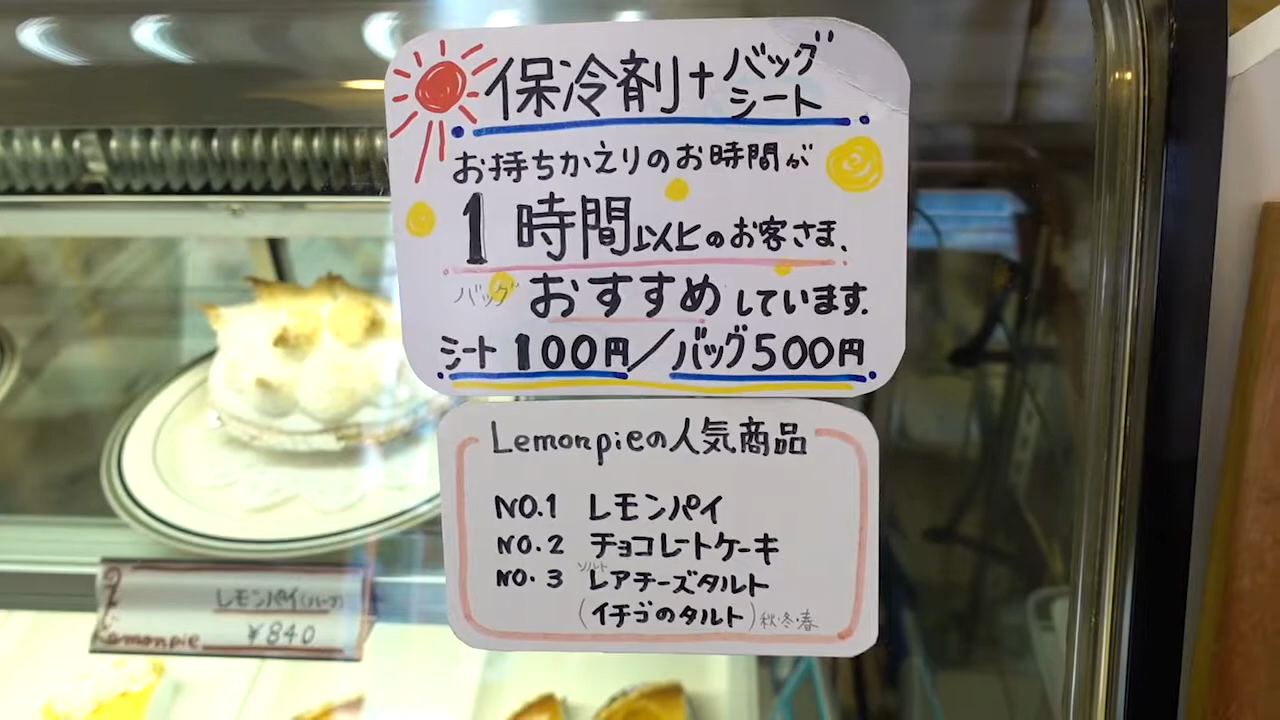 保冷剤+バッグシート
お持ちかえりのお時間が
1時間以上のお客さま、
バッグ おすすめしています.
シート100円/バッグ500円
Lemonpieの人気商品
NO.1 レモンパイ
NO.2 チョコレートケーキ
ソルト
NO.3 レアチーズタルト
(イチゴのタルト)秋・冬・春
レモンパイ(ハーフ)
Lemonpie ¥840